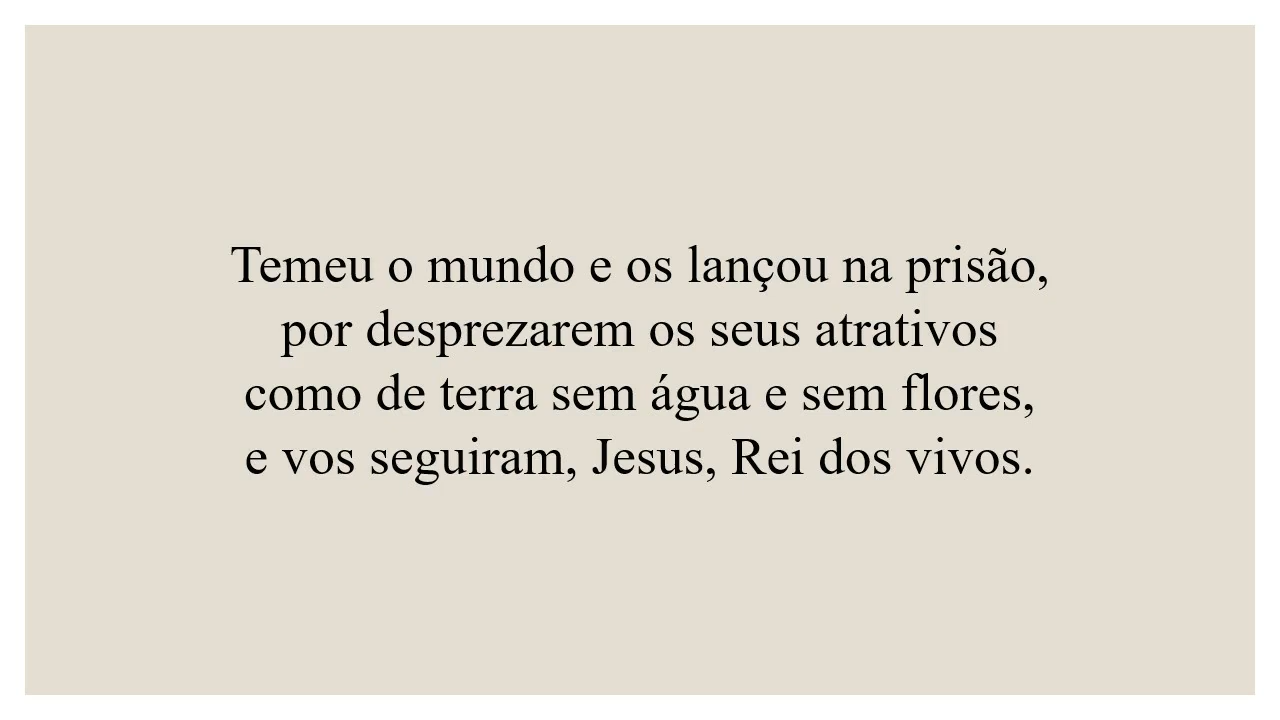 Temeu o mundo e os lançou na prisão,
por desprezarem os seus atrativos
como de terra sem água e sem flores,
e vos seguiram, Jesus, Rei dos vivos.